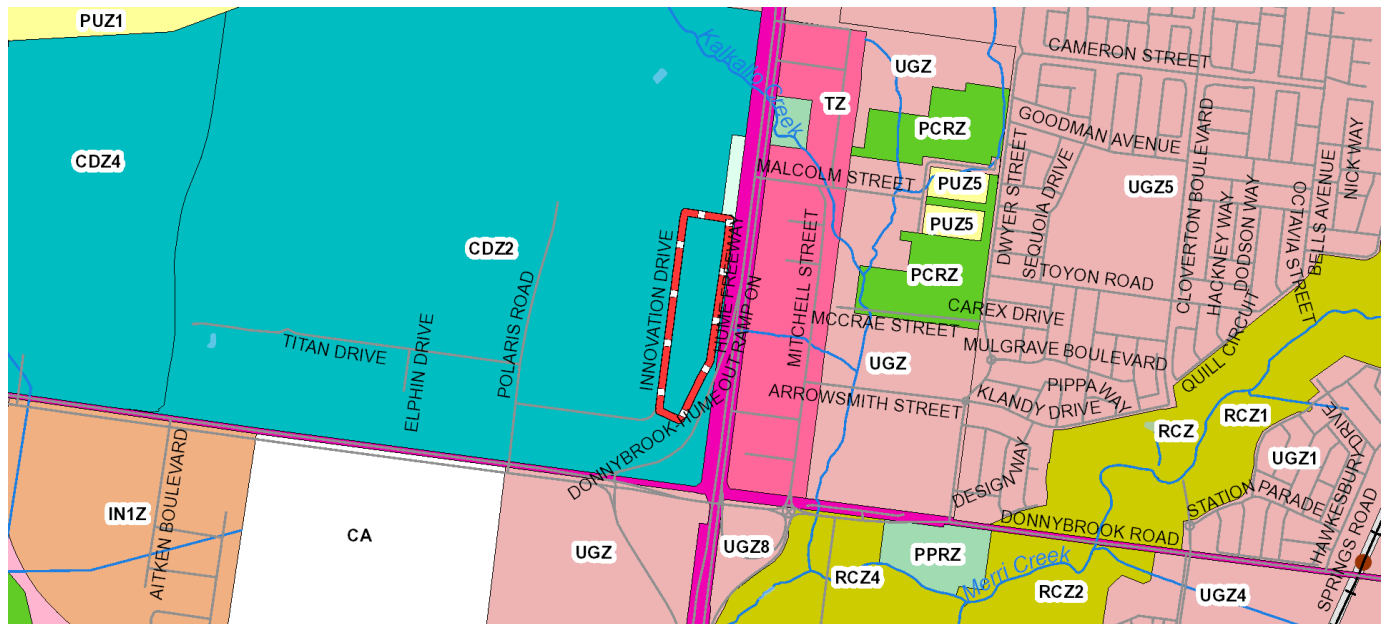 PUZ1
Kalkallo Creek
CAMERON STREET
UGZ
TZ
PCRZ
GOODMAN AVENUE
CLOVERTON BOULEVARD
NICK WAY
CDZ4
MALCOLM STREET
PUZ5
UGZ5
DWYER STREET
SEQUOIA DRIVE
HACKNEY WAY
DODSON WAY
OCTAVIA STREET
BELLS AVENUE
PUZ5
CDZ2
INNOVATION DRIVE
HUME FREEWAY
MITCHELL STREET
PCRZ
TOYON ROAD
POLARIS ROAD
CAREX DRIVE
MCCRAE STREET
TITAN DRIVE
ELPHIN DRIVE
UGZ
MULGRAVE BOULEVARD
QUILL CIRCUIT
ARROWSMITH STREET
KLANDY DRIVE
PIPPA WAY
DONNYBROOK-HUME OUT RAMP ON
RCZ
RCZ1
UGZ1
HAWKESBURY DRIVE
AITKEN BOULEVARD
DESIGN WAY
STATION PARADE
IN1Z
CA
UGZ
UGZ8
DONNYBROOK ROAD
SPRINGS ROAD
PPRZ
RCZ4
Merri Creek
RCZ2
UGZ4